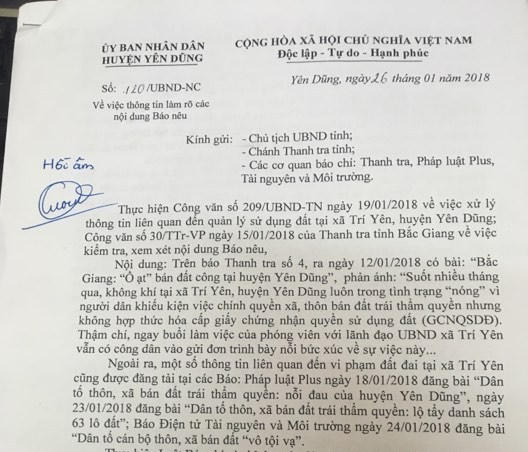 ỦY BAN NHÂN DÂN
HUYỆN YÊN DŨNG
CỘNG HÒA XÃ HỘI CHỦ NGHĨA VIỆT NAM
Độc lập - Tự do - Hạnh phúc
Số: 120/UBND-NC
Yên Dũng, ngày 26 tháng 01 năm 2018
Về việc thông tin làm rõ các
nội dung Báo nêu
Kính gửi: - Chủ tịch UBND tỉnh;
- Chánh Thanh tra tỉnh;
- Các cơ quan báo chí: Thanh tra, Pháp luật Plus,
Tài nguyên và Môi trường.
Hồi âm
Thực hiện Công văn số 209/UBND-TN ngày 19/01/2018 về việc xử lý
thông tin liên quan đến quản lý sử dụng đất tại xã Trí Yên, huyện Yên Dũng;
Công văn số 30/TTr-VP ngày 15/01/2018 của Thanh tra tỉnh Bắc Giang về việc
kiểm tra, xem xét nội dung Báo nêu,
Nội dung: Trên báo Thanh tra số 4, ra ngày 12/01/2018 có bài: “Bắc
Giang: “Ồ ạt” bán đất công tại huyện Yên Dũng”, phản ánh: “Suốt nhiều tháng
qua, không khí tại xã Trí Yên, huyện Yên Dũng luôn trong tình trạng “nóng” vì
người dân khiếu kiện việc chính quyền xã, thôn bán đất trái thẩm quyền nhưng
không hợp thức hóa cấp giấy chứng nhận quyền sử dụng đất (GCNQSDĐ).
Thậm chí, ngay buổi làm việc của phóng viên với lãnh đạo UBND xã Trí Yên
vẫn có công dân vào gửi đơn trình bày nỗi bức xúc về sự việc này...
Ngoài ra, một số thông tin liên quan đến vi phạm đất đai tại xã Trí Yên
cũng được đăng tải tại các Báo: Pháp luật Plus ngày 18/01/2018 đăng bài “Dân
tố thôn, xã bán đất trái thẩm quyền: nỗi đau của huyện Yên Dũng”, ngày
23/01/2018 đăng bài “Dân tố thôn, xã bán đất trái thẩm quyền: lộ tẩy danh sách
63 lô đất”; Báo Điện tử Tài nguyên và Môi trường ngày 24/01/2018 đăng bài
“Dân tố cán bộ thôn, xã bán đất “vô tội vạ”.